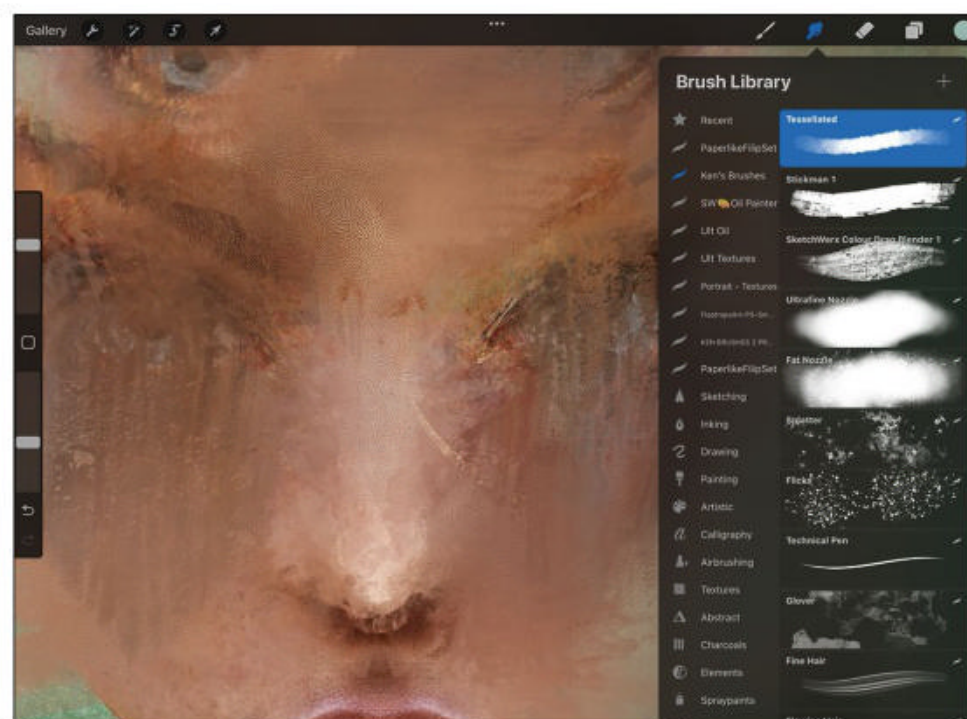 Gallery
Brush Library
Recent
PaperlikeFilipSet
Ken's Brushes
SW🎨Oil Painter
Ult Oil
Ult Textures
Portrait - Textures
PaperlikeFilipSet
Sketching
Inking
Drawing
Painting
Artistic
Calligraphy
Airbrushing
Textures
Abstract
Charcoals
Elements
Spraypaints
Tessellated
Stickman 1
SketchWerx Colour Drag Blender 1
Ultrafine Nozzle
Fat Nozzle
Splatter
Flicks
Technical Pen
Glover
Fine Hair